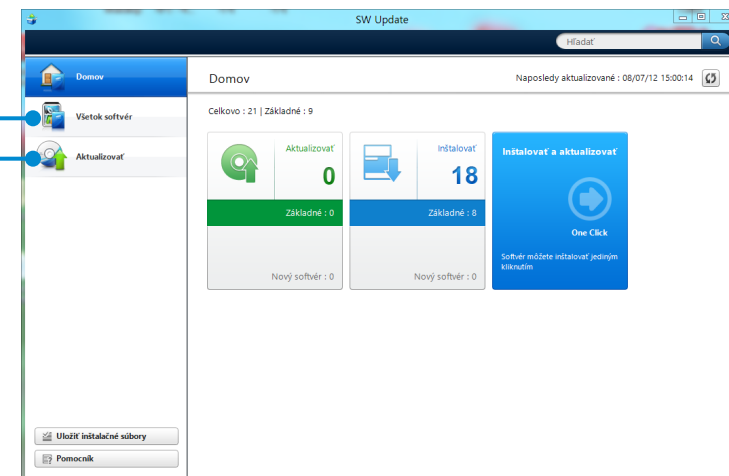 SW Update
Hľadať
Domov
Všetok softvér
Aktualizovať
Uložiť inštalačné súbory
Pomocník
Domov
Naposledy aktualizované : 08/07/12 15:00:14
Celkovo : 21 | Základné : 9
Aktualizovať
0
Základné : 0
Nový softvér : 0
Inštalovať
18
Základné : 8
Nový softvér : 0
Inštalovať a aktualizovať
One Click
Softvér môžete inštalovať jediným
kliknutím